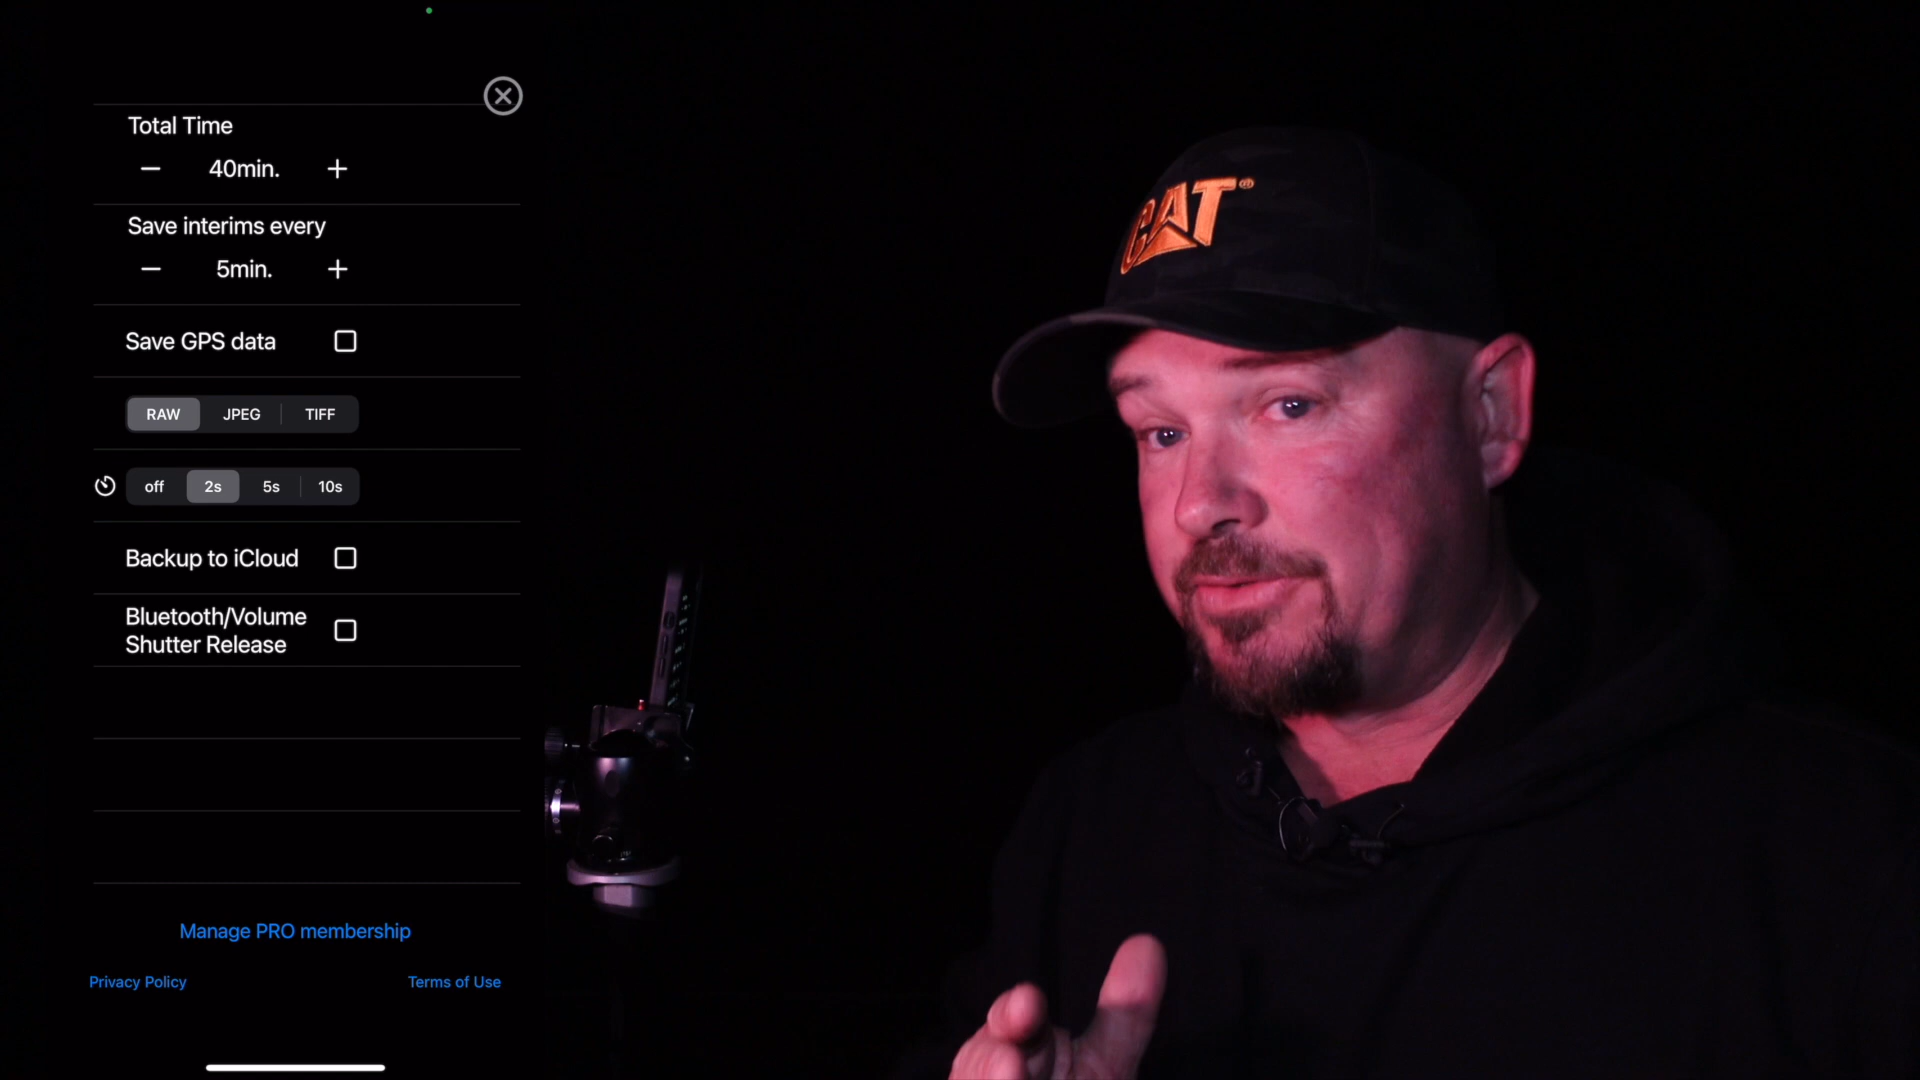 Total Time
− 40min. +
Save interims every
− 5min. +
Save GPS data
RAW JPEG TIFF
off 2s 5s 10s
Backup to iCloud
Bluetooth/Volume
Shutter Release
Manage PRO membership
Privacy Policy Terms of Use
CAT®